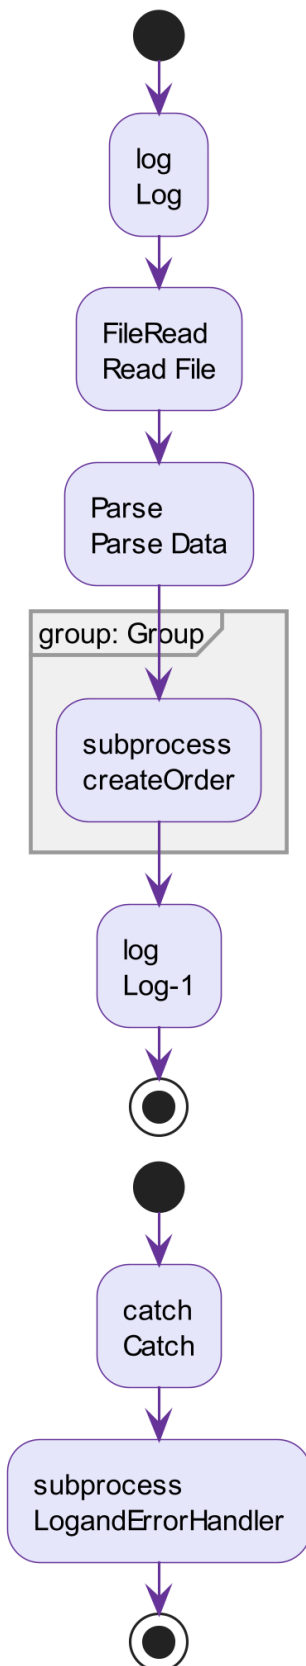 log
Log
FileRead
Read File
Parse
Parse Data
group: Group
subprocess
createOrder
log
Log-1
catch
Catch
subprocess
LogandErrorHandler